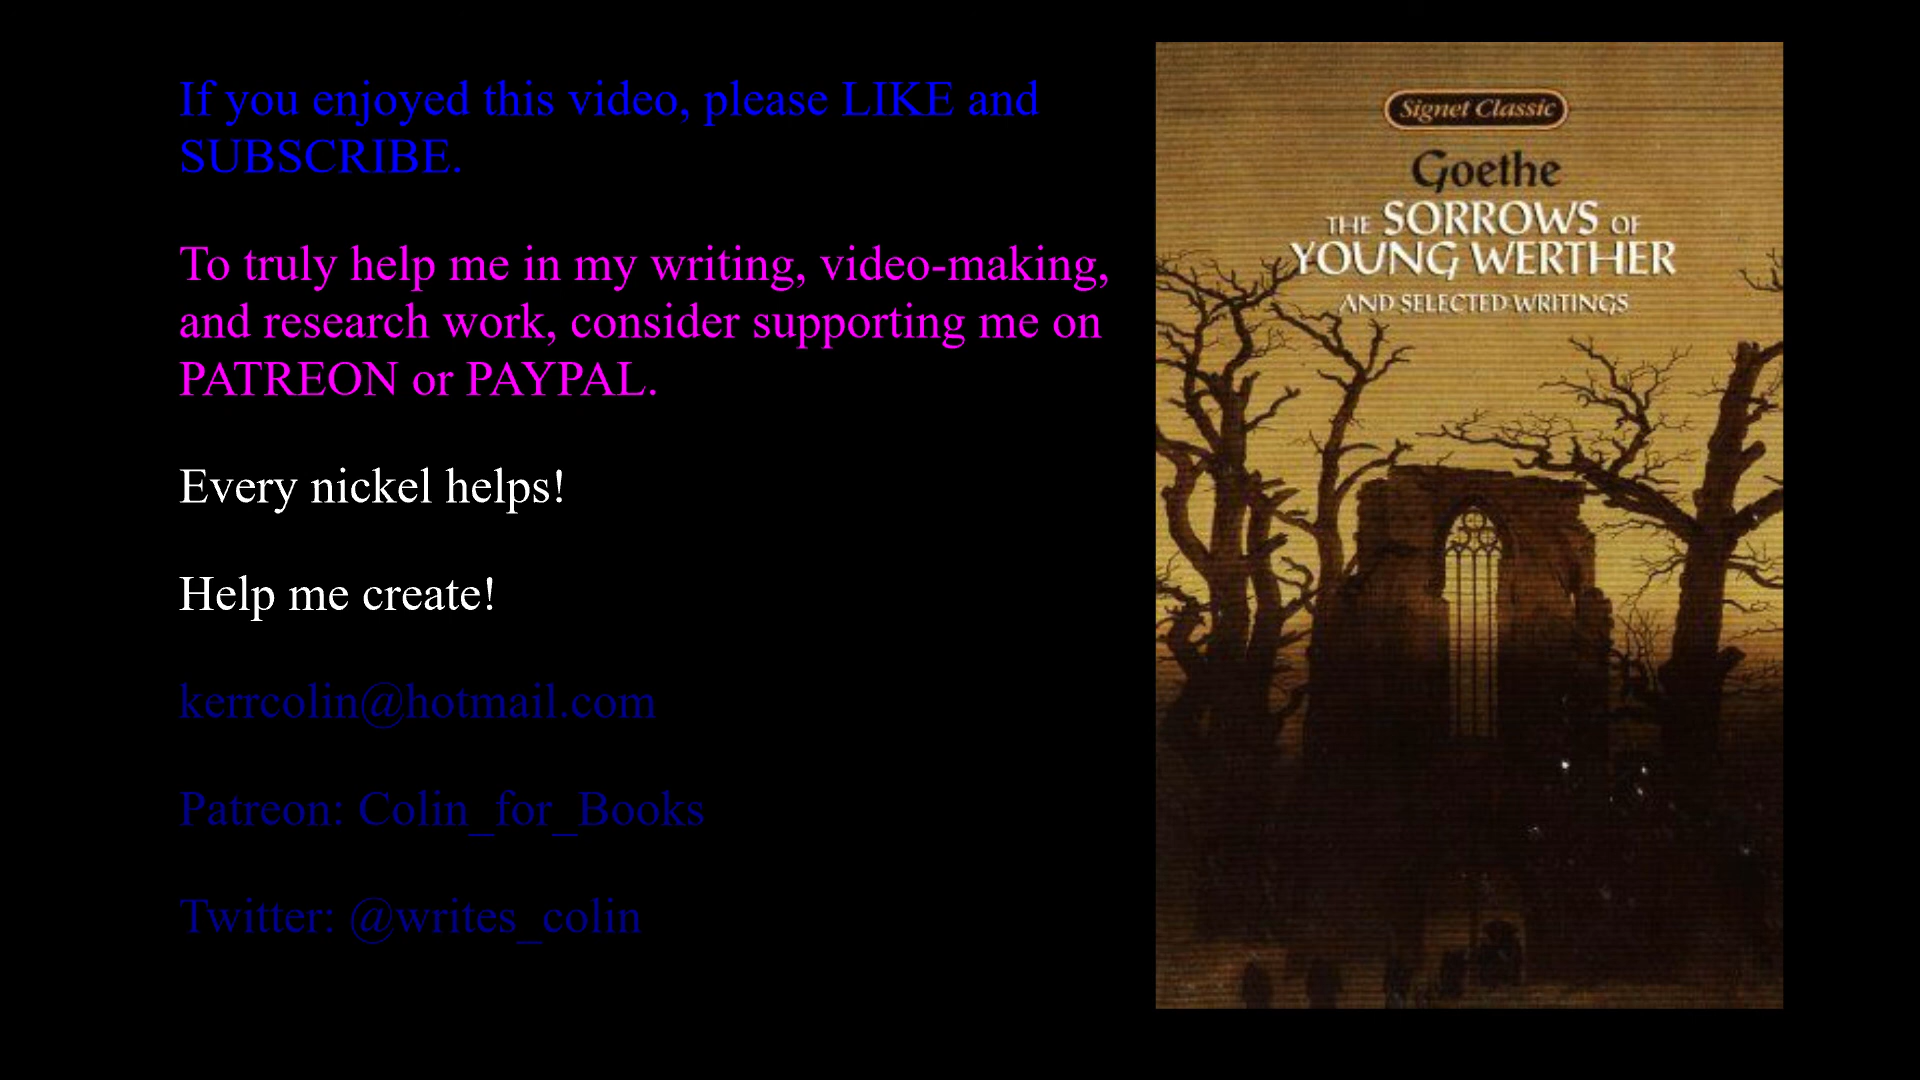 If you enjoyed this video, please LIKE and
SUBSCRIBE.
To truly help me in my writing, video-making,
and research work, consider supporting me on
PATREON or PAYPAL.
Every nickel helps!
Help me create!
kerrcolin@hotmail.com
Patreon: Colin_for_Books
Twitter: @writes_colin
Signet Classic
Goethe
THE SORROWS OF
YOUNG WERTHER
AND SELECTED WRITINGS